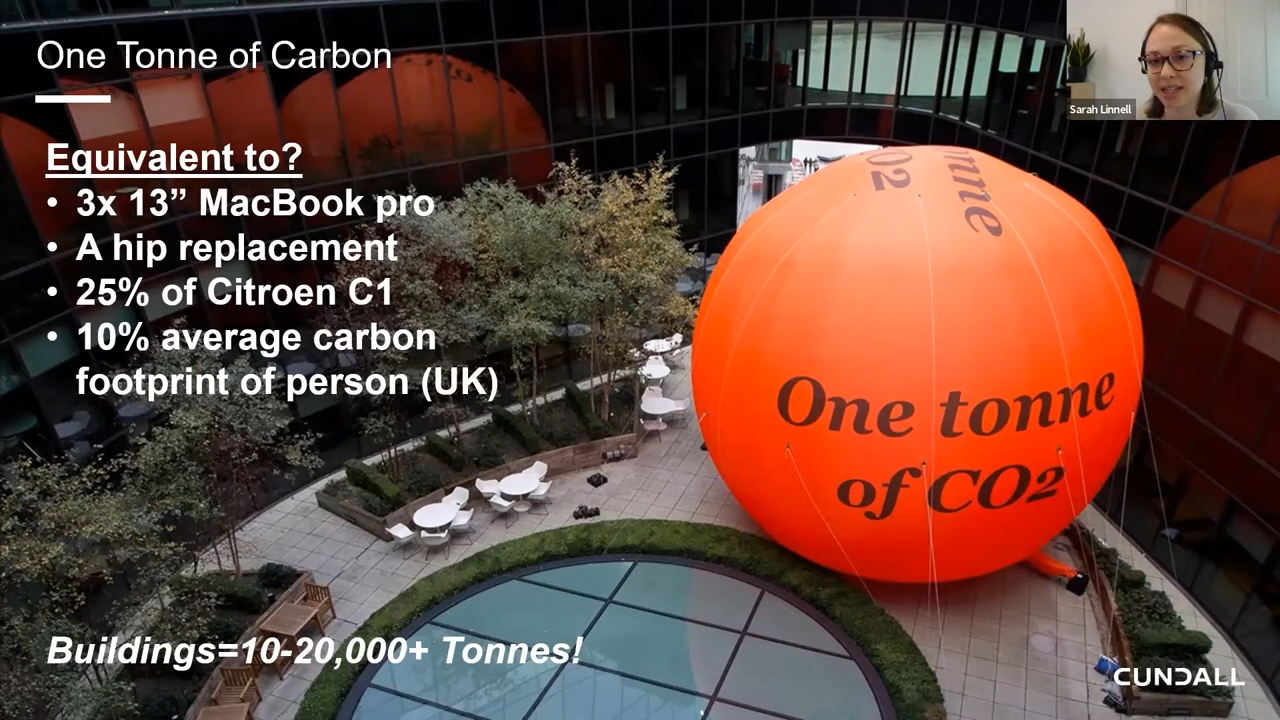 One Tonne of Carbon
Sarah Linnell
Equivalent to?
• 3x 13” MacBook pro
• A hip replacement
• 25% of Citroen C1
• 10% average carbon
footprint of person (UK)
One tonne
of CO2
Buildings=10-20,000+ Tonnes!
CUNDALL